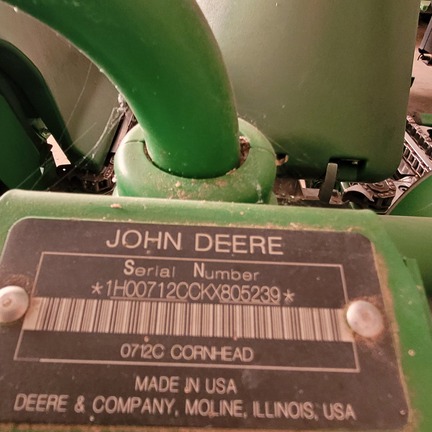 JOHN DEERE
Serial Number
*1H00712CCKX805239*
0712C CORNHEAD
MADE IN USA
DEERE & COMPANY, MOLINE, ILLINOIS, USA